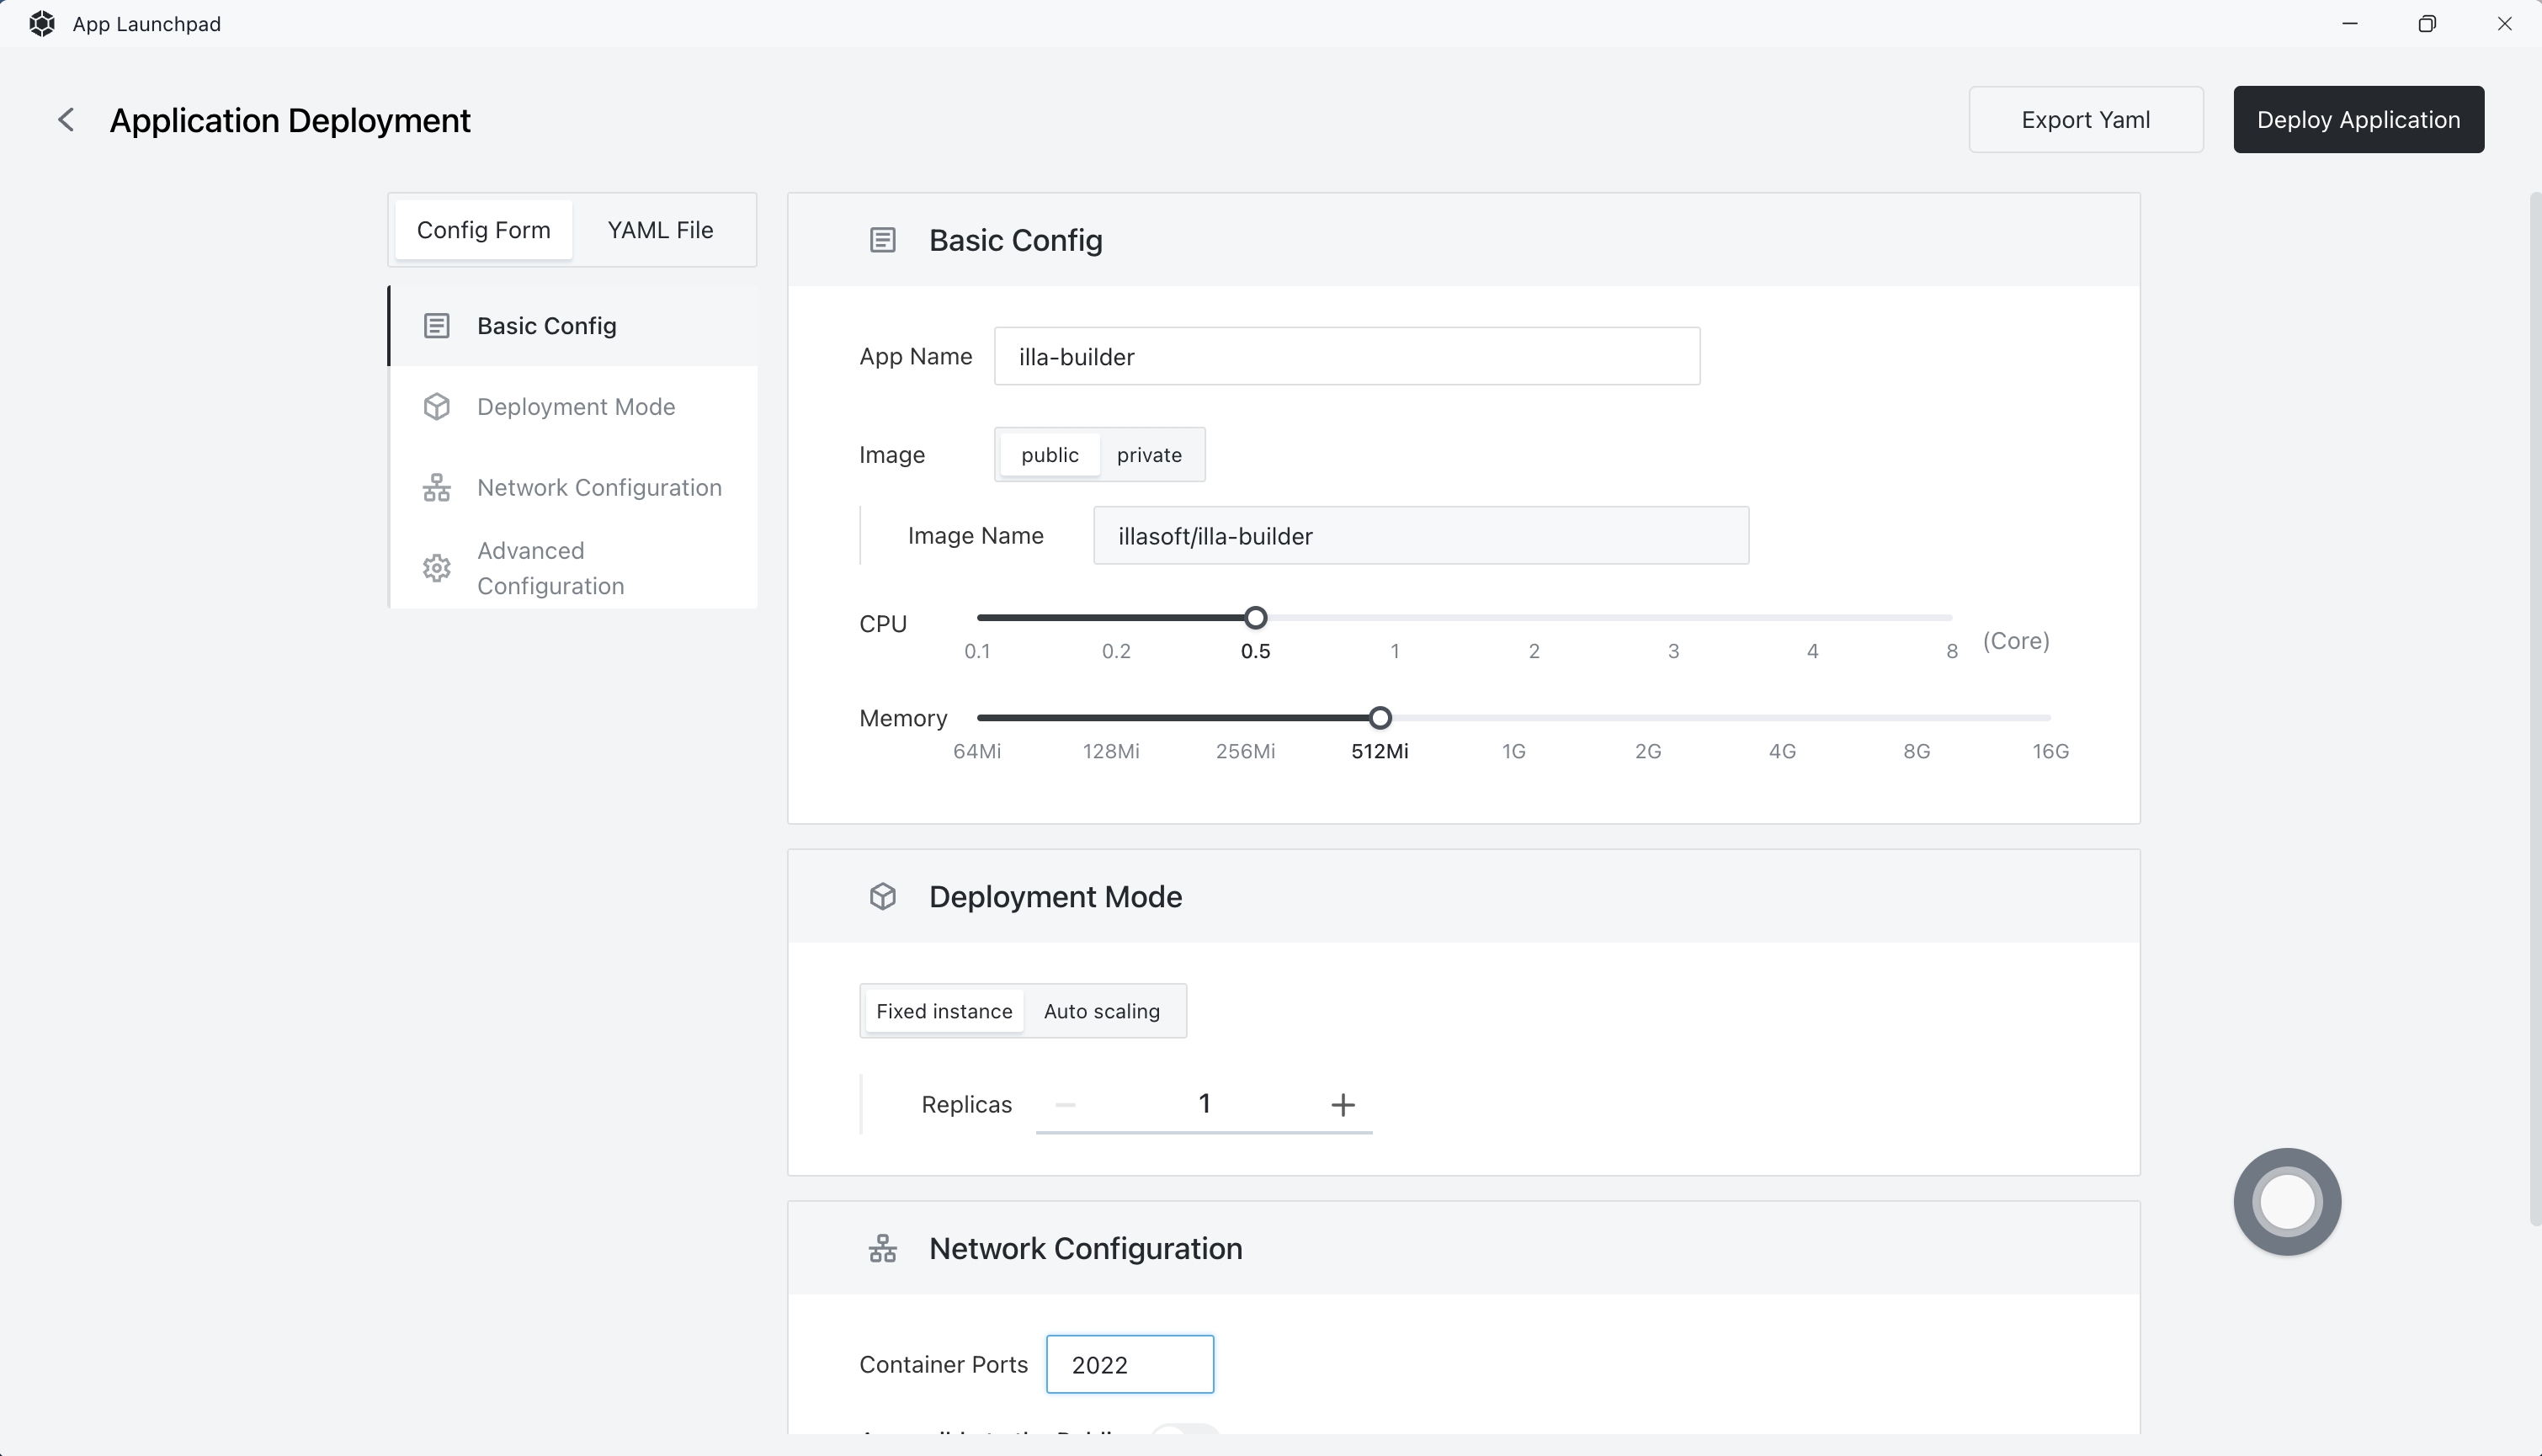 App Launchpad
Application Deployment
Export Yaml
Deploy Application
Config Form
YAML File
Basic Config
Deployment Mode
Network Configuration
Advanced
Configuration
Basic Config
App Name
illa-builder
Image
public
private
Image Name
illasoft/illa-builder
CPU
0.1 0.2 0.5 1 2 3 4 8
(Core)
Memory
64Mi 128Mi 256Mi 512Mi 1G 2G 4G 8G 16G
Deployment Mode
Fixed instance
Auto scaling
Replicas
1
Network Configuration
Container Ports
2022